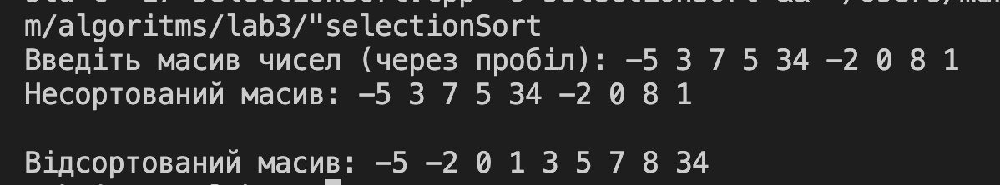 m/algoritms/lab3/"selectionSort
Введіть масив чисел (через пробіл): -5 3 7 5 34 -2 0 8 1
Несортований масив: -5 3 7 5 34 -2 0 8 1
Відсортований масив: -5 -2 0 1 3 5 7 8 34